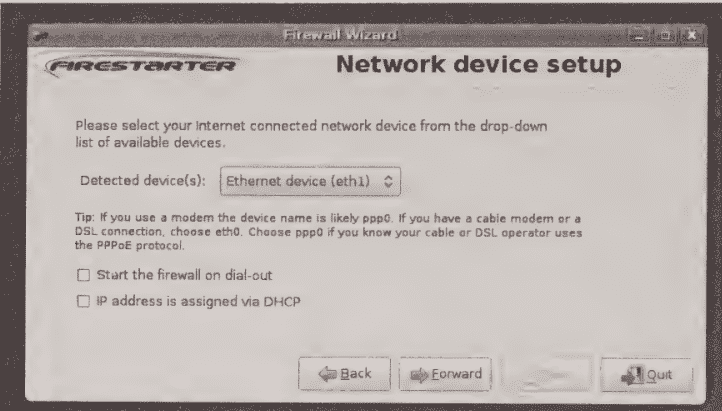 Firewall Wizard
FIRESTARTER
Network device setup
Please select your Internet connected network device from the drop-down
list of available devices.
Detected device(s): Ethernet device (eth1)
Tip: If you use a modem the device name is likely ppp0. If you have a cable modem or a
DSL connection, choose eth0. Choose ppp0 if you know your cable or DSL operator uses
the PPPoE protocol.
Start the firewall on dial-out
IP address is assigned via DHCP
Back Forward Quit